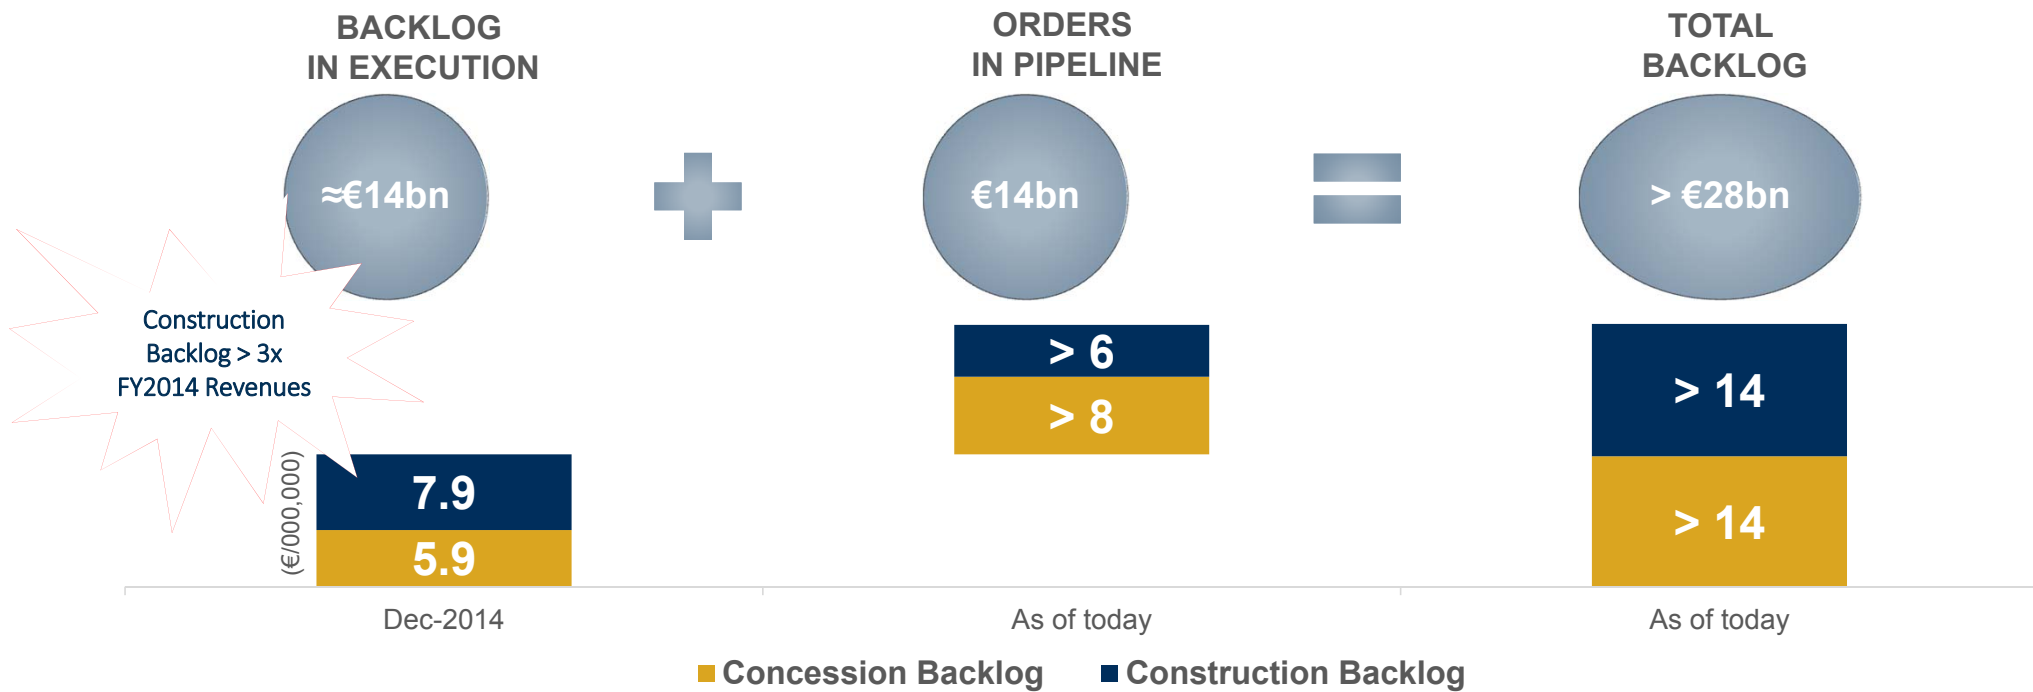 BACKLOG
IN EXECUTION
ORDERS
IN PIPELINE
TOTAL
BACKLOG
≈€14bn
€14bn
> €28bn
Construction
Backlog > 3x
FY2014 Revenues
> 6
> 8
> 14
> 14
(€/000,000)
7.9
5.9
Dec-2014
As of today
As of today
Concession Backlog
Construction Backlog